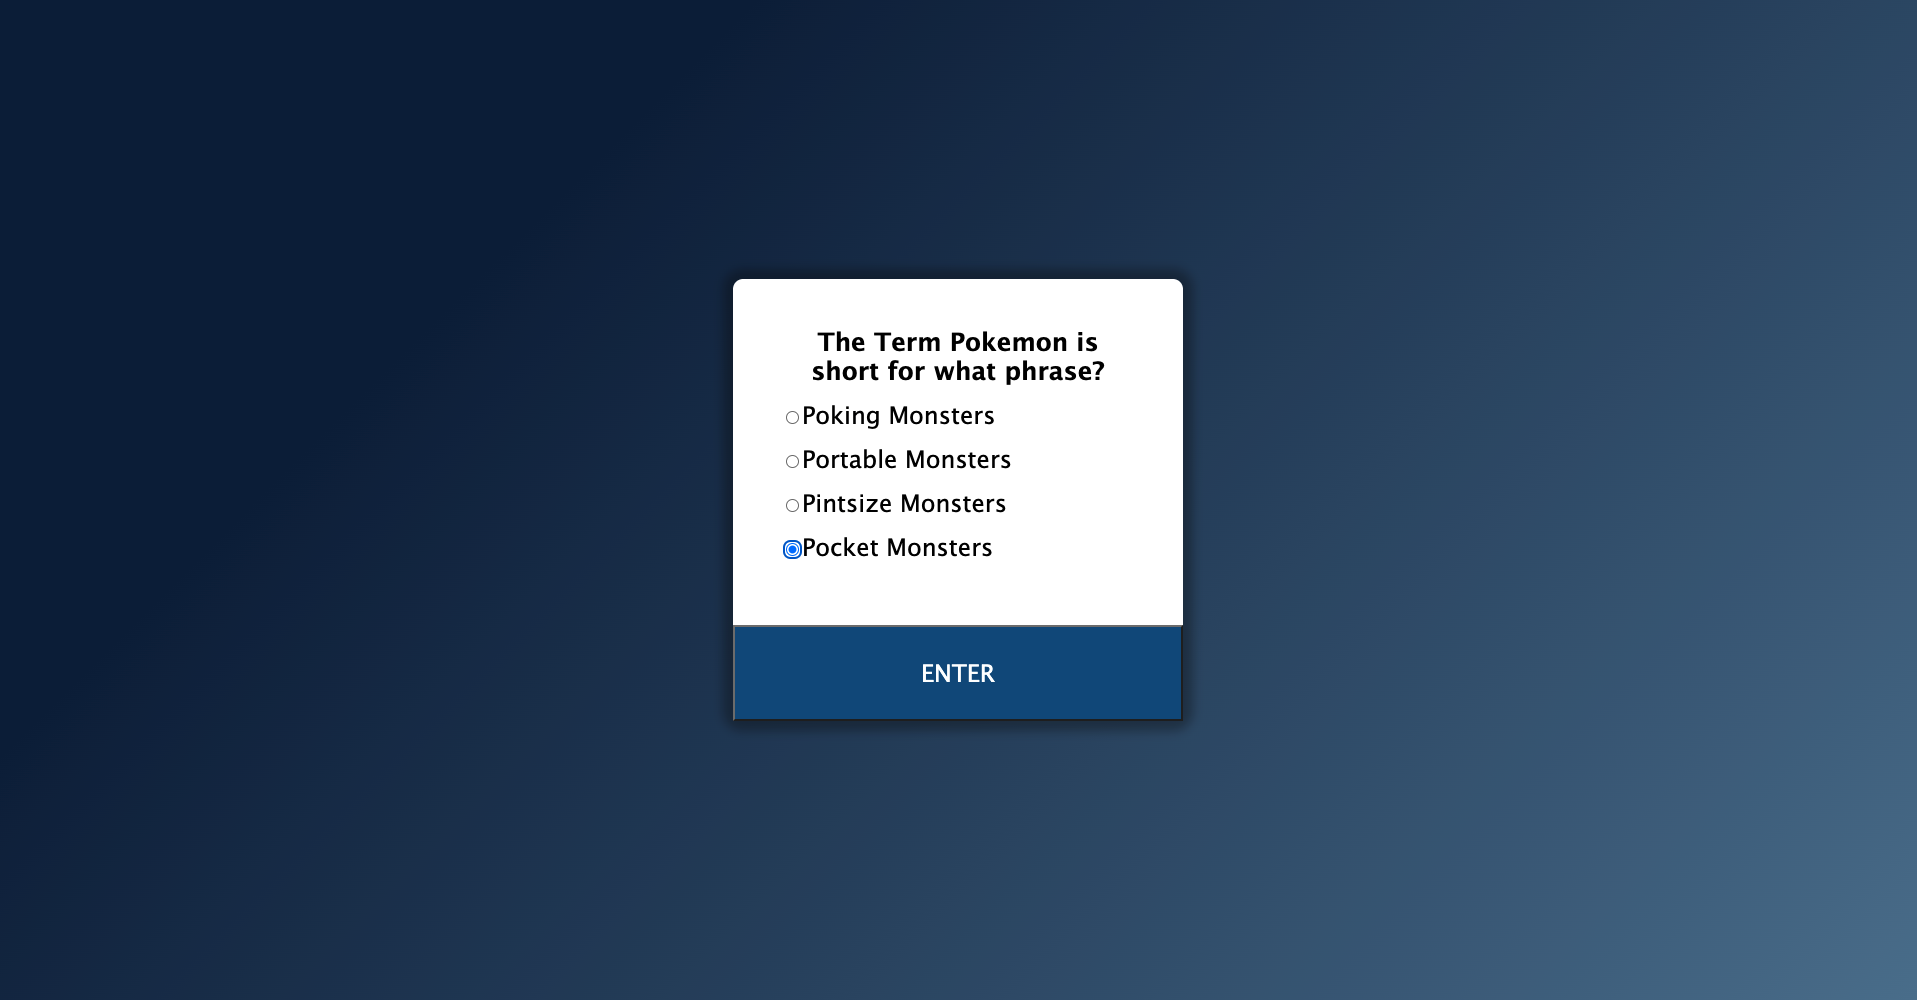 The Term Pokemon is
short for what phrase?
Poking Monsters
Portable Monsters
Pintsize Monsters
Pocket Monsters
ENTER